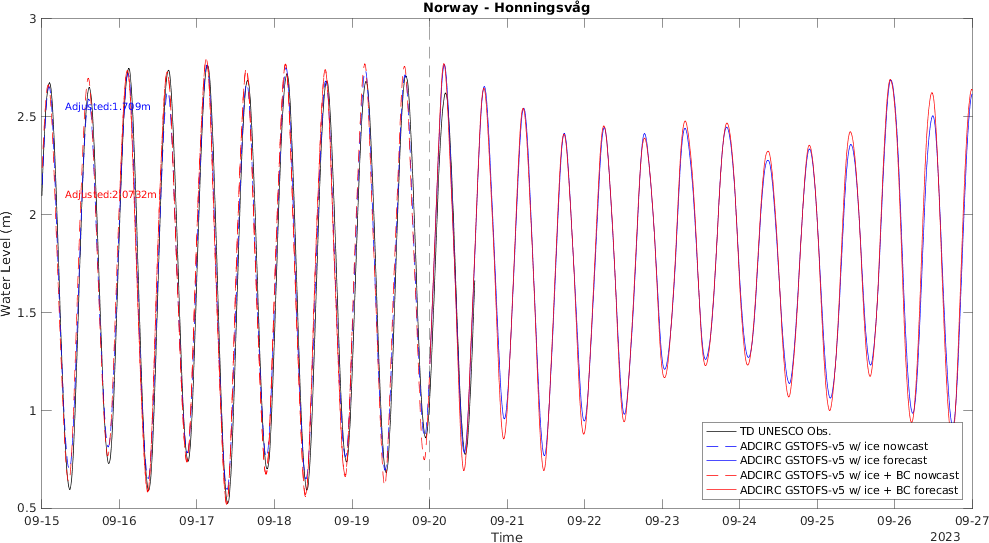 Norway - Honningsvåg
3
2.5
2
1.5
1
0.5
Water Level (m)
Adjusted:1.709m
Adjusted:2.0732m
TD UNESCO Obs.
ADCIRC GSTOFS-v5 w/ ice nowcast
ADCIRC GSTOFS-v5 w/ ice forecast
ADCIRC GSTOFS-v5 w/ ice + BC nowcast
ADCIRC GSTOFS-v5 w/ ice + BC forecast
09-15 09-16 09-17 09-18 09-19 09-20 09-21 09-22 09-23 09-24 09-25 09-26 09-27
Time
2023